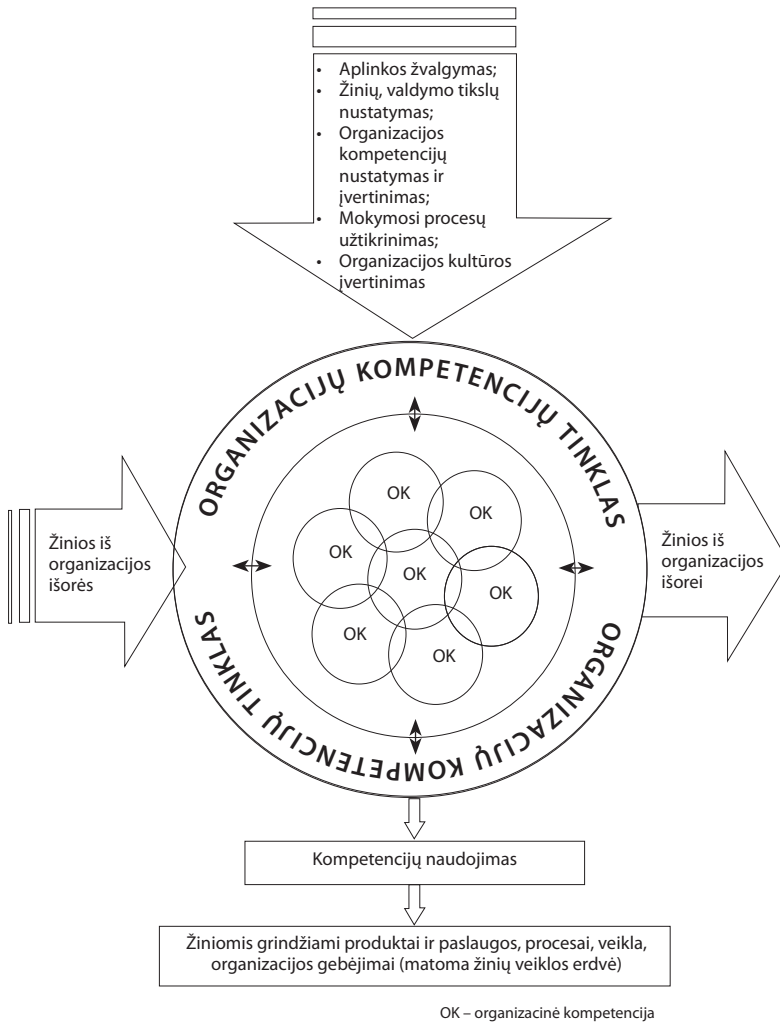 • Aplinkos žvalgymas;
• Žinių, valdymo tikslų
nustatymas;
• Organizacijos
kompetencijų
nustatymas ir
įvertinimas;
• Mokymosi procesų
užtikrinimas;
• Organizacijos kultūros
įvertinimas
ORGANIZACIJŲ KOMPETENCIJŲ TINKLAS
OK
OK
OK
OK
OK
OK
OK
Žinios iš
organizacijos
išorės
Žinios iš
organizacijos
išorei
ORGANIZACIJŲ KOMPETENCIJŲ TINKLAS
Kompetencijų naudojimas
Žiniomis grindžiami produktai ir paslaugos, procesai, veikla,
organizacijos gebėjimai (matoma žinių veiklos erdvė)
OK – organizacinė kompetencija